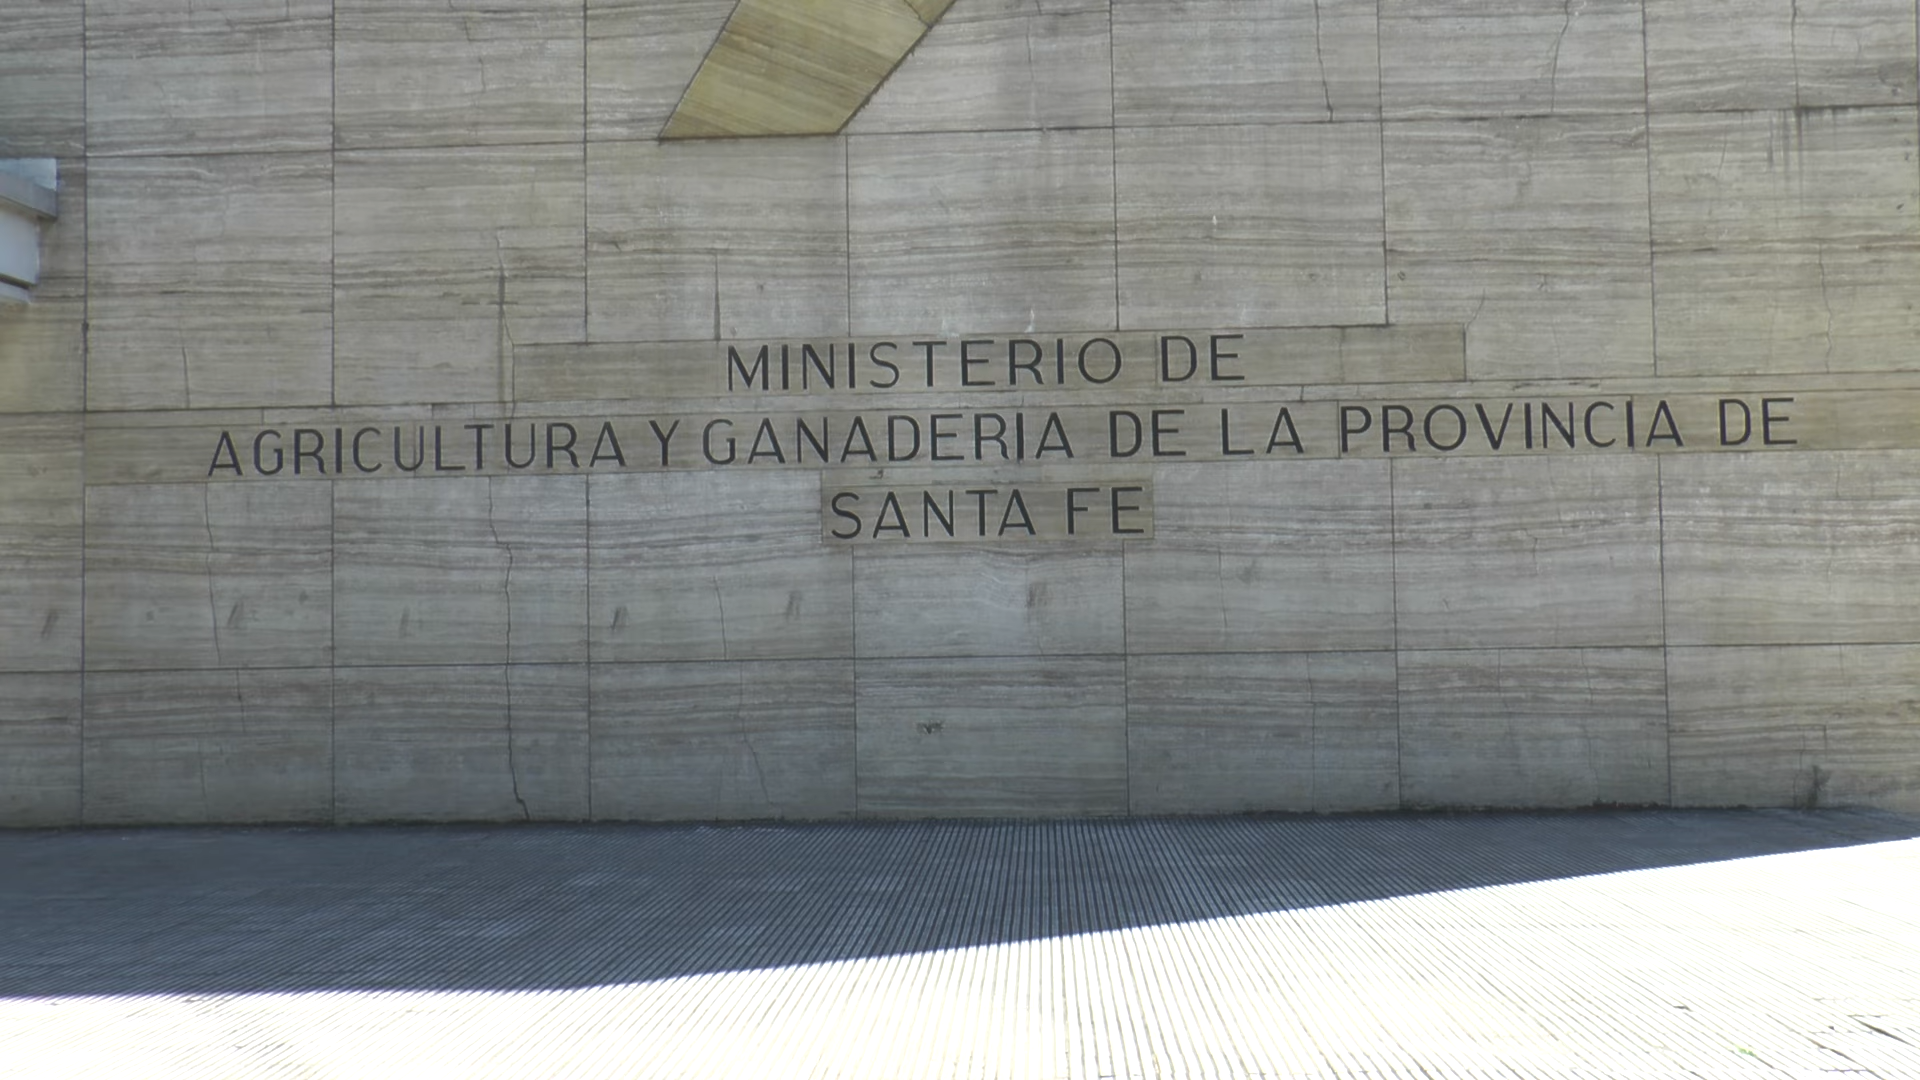 MINISTERIO DE
AGRICULTURA Y GANADERIA DE LA PROVINCIA DE
SANTA FE